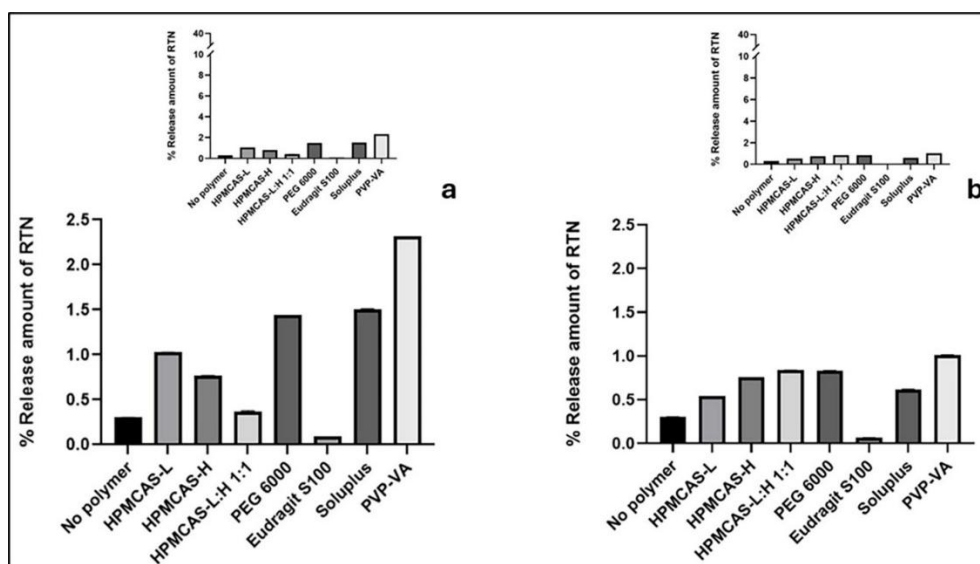 % Release amount of RTN
40
10
8
6
4
2
0
No polymer
HPMCAS-L
HPMCAS-H
HPMCAS-L:H 1:1
PEG 6000
Eudragit S100
Soluplus
PVP-VA
a
% Release amount of RTN
2.5
2.0
1.5
1.0
0.5
0.0
No polymer
HPMCAS-L
HPMCAS-H
HPMCAS-L:H 1:1
PEG 6000
Eudragit S100
Soluplus
PVP-VA
% Release amount of RTN
40
10
8
6
4
2
0
No polymer
HPMCAS-L
HPMCAS-H
HPMCAS-L:H 1:1
PEG 6000
Eudragit S100
Soluplus
PVP-VA
b
% Release amount of RTN
2.5
2.0
1.5
1.0
0.5
0.0
No polymer
HPMCAS-L
HPMCAS-H
HPMCAS-L:H 1:1
PEG 6000
Eudragit S100
Soluplus
PVP-VA